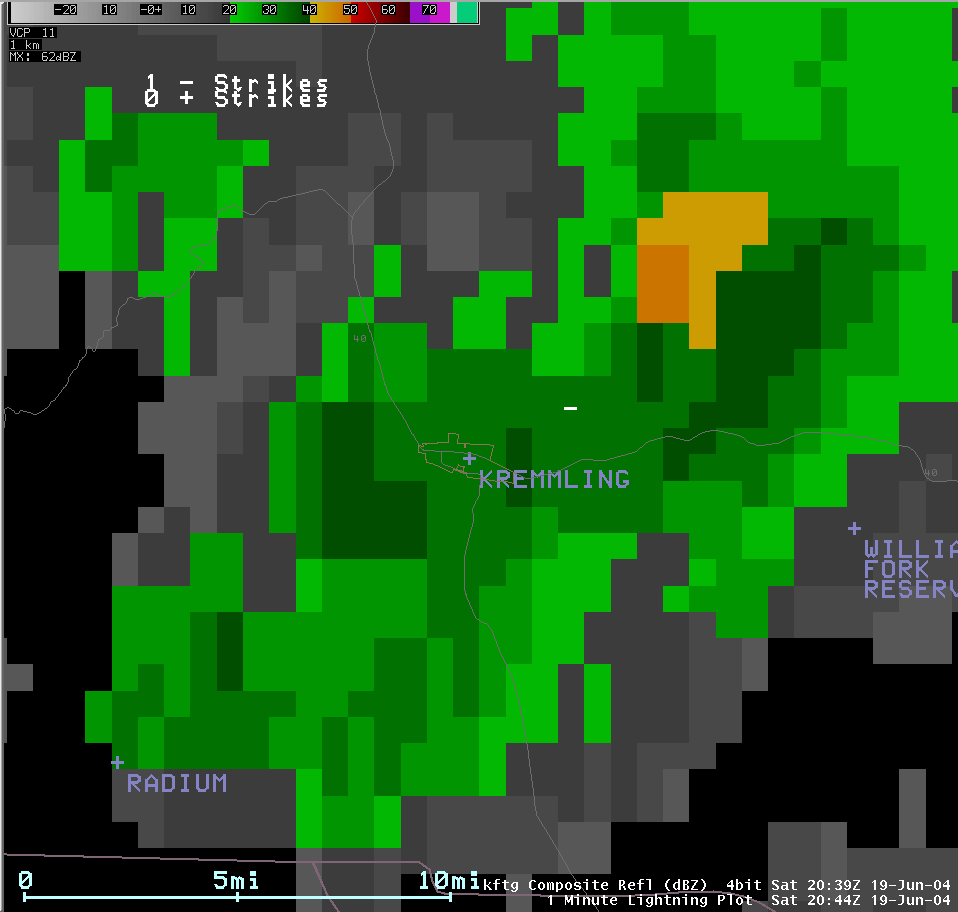 -20 10 -0+ 10 20 30 40 50 60 70
VCP 11
1 km
MX: 62dBZ
1 - Strikes
0 + Strikes
40
KREMMLING
40
WILLIA
FORK
RESERV
RADIUM
0 5mi 10mi
kftg Composite Refl (dBZ) 4bit Sat 20:39Z 19-Jun-04
1 Minute Lightning Plot Sat 20:44Z 19-Jun-04